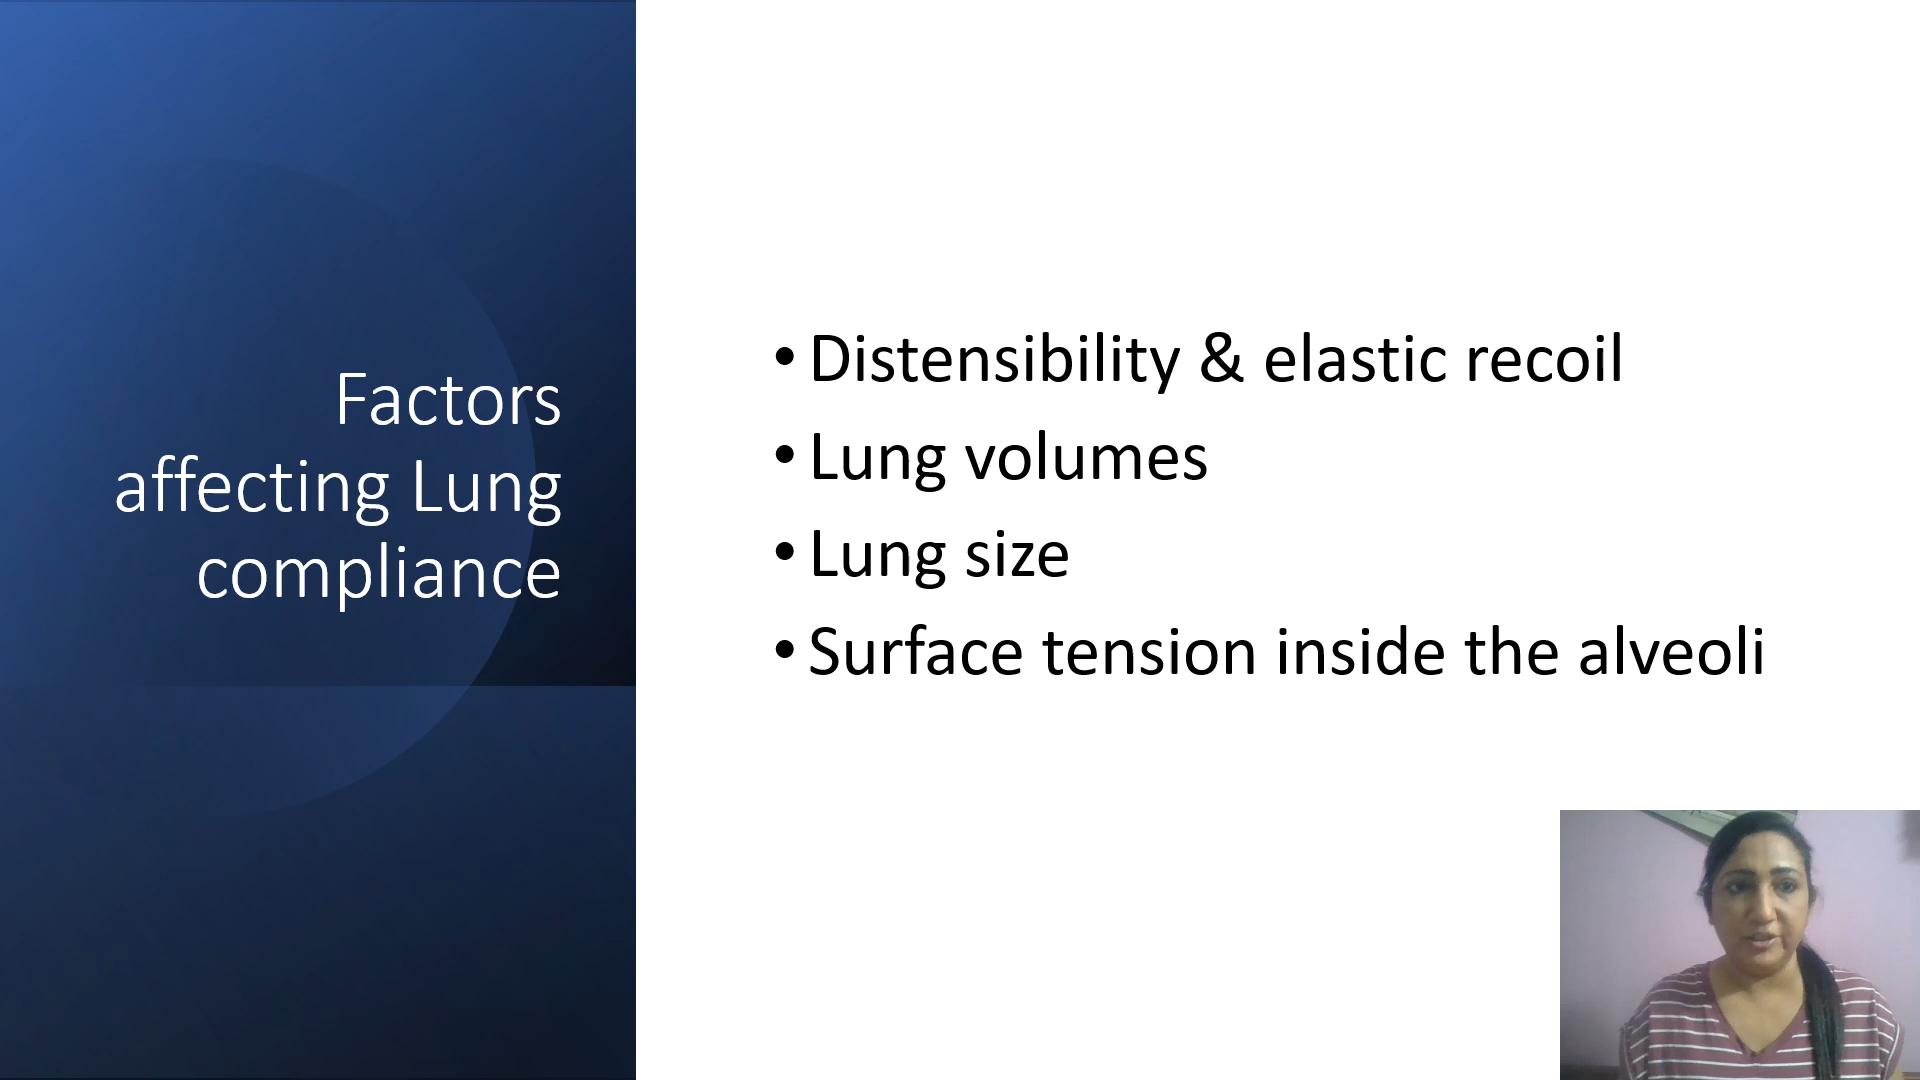 Factors
affecting Lung
compliance
• Distensibility & elastic recoil
• Lung volumes
• Lung size
• Surface tension inside the alveoli